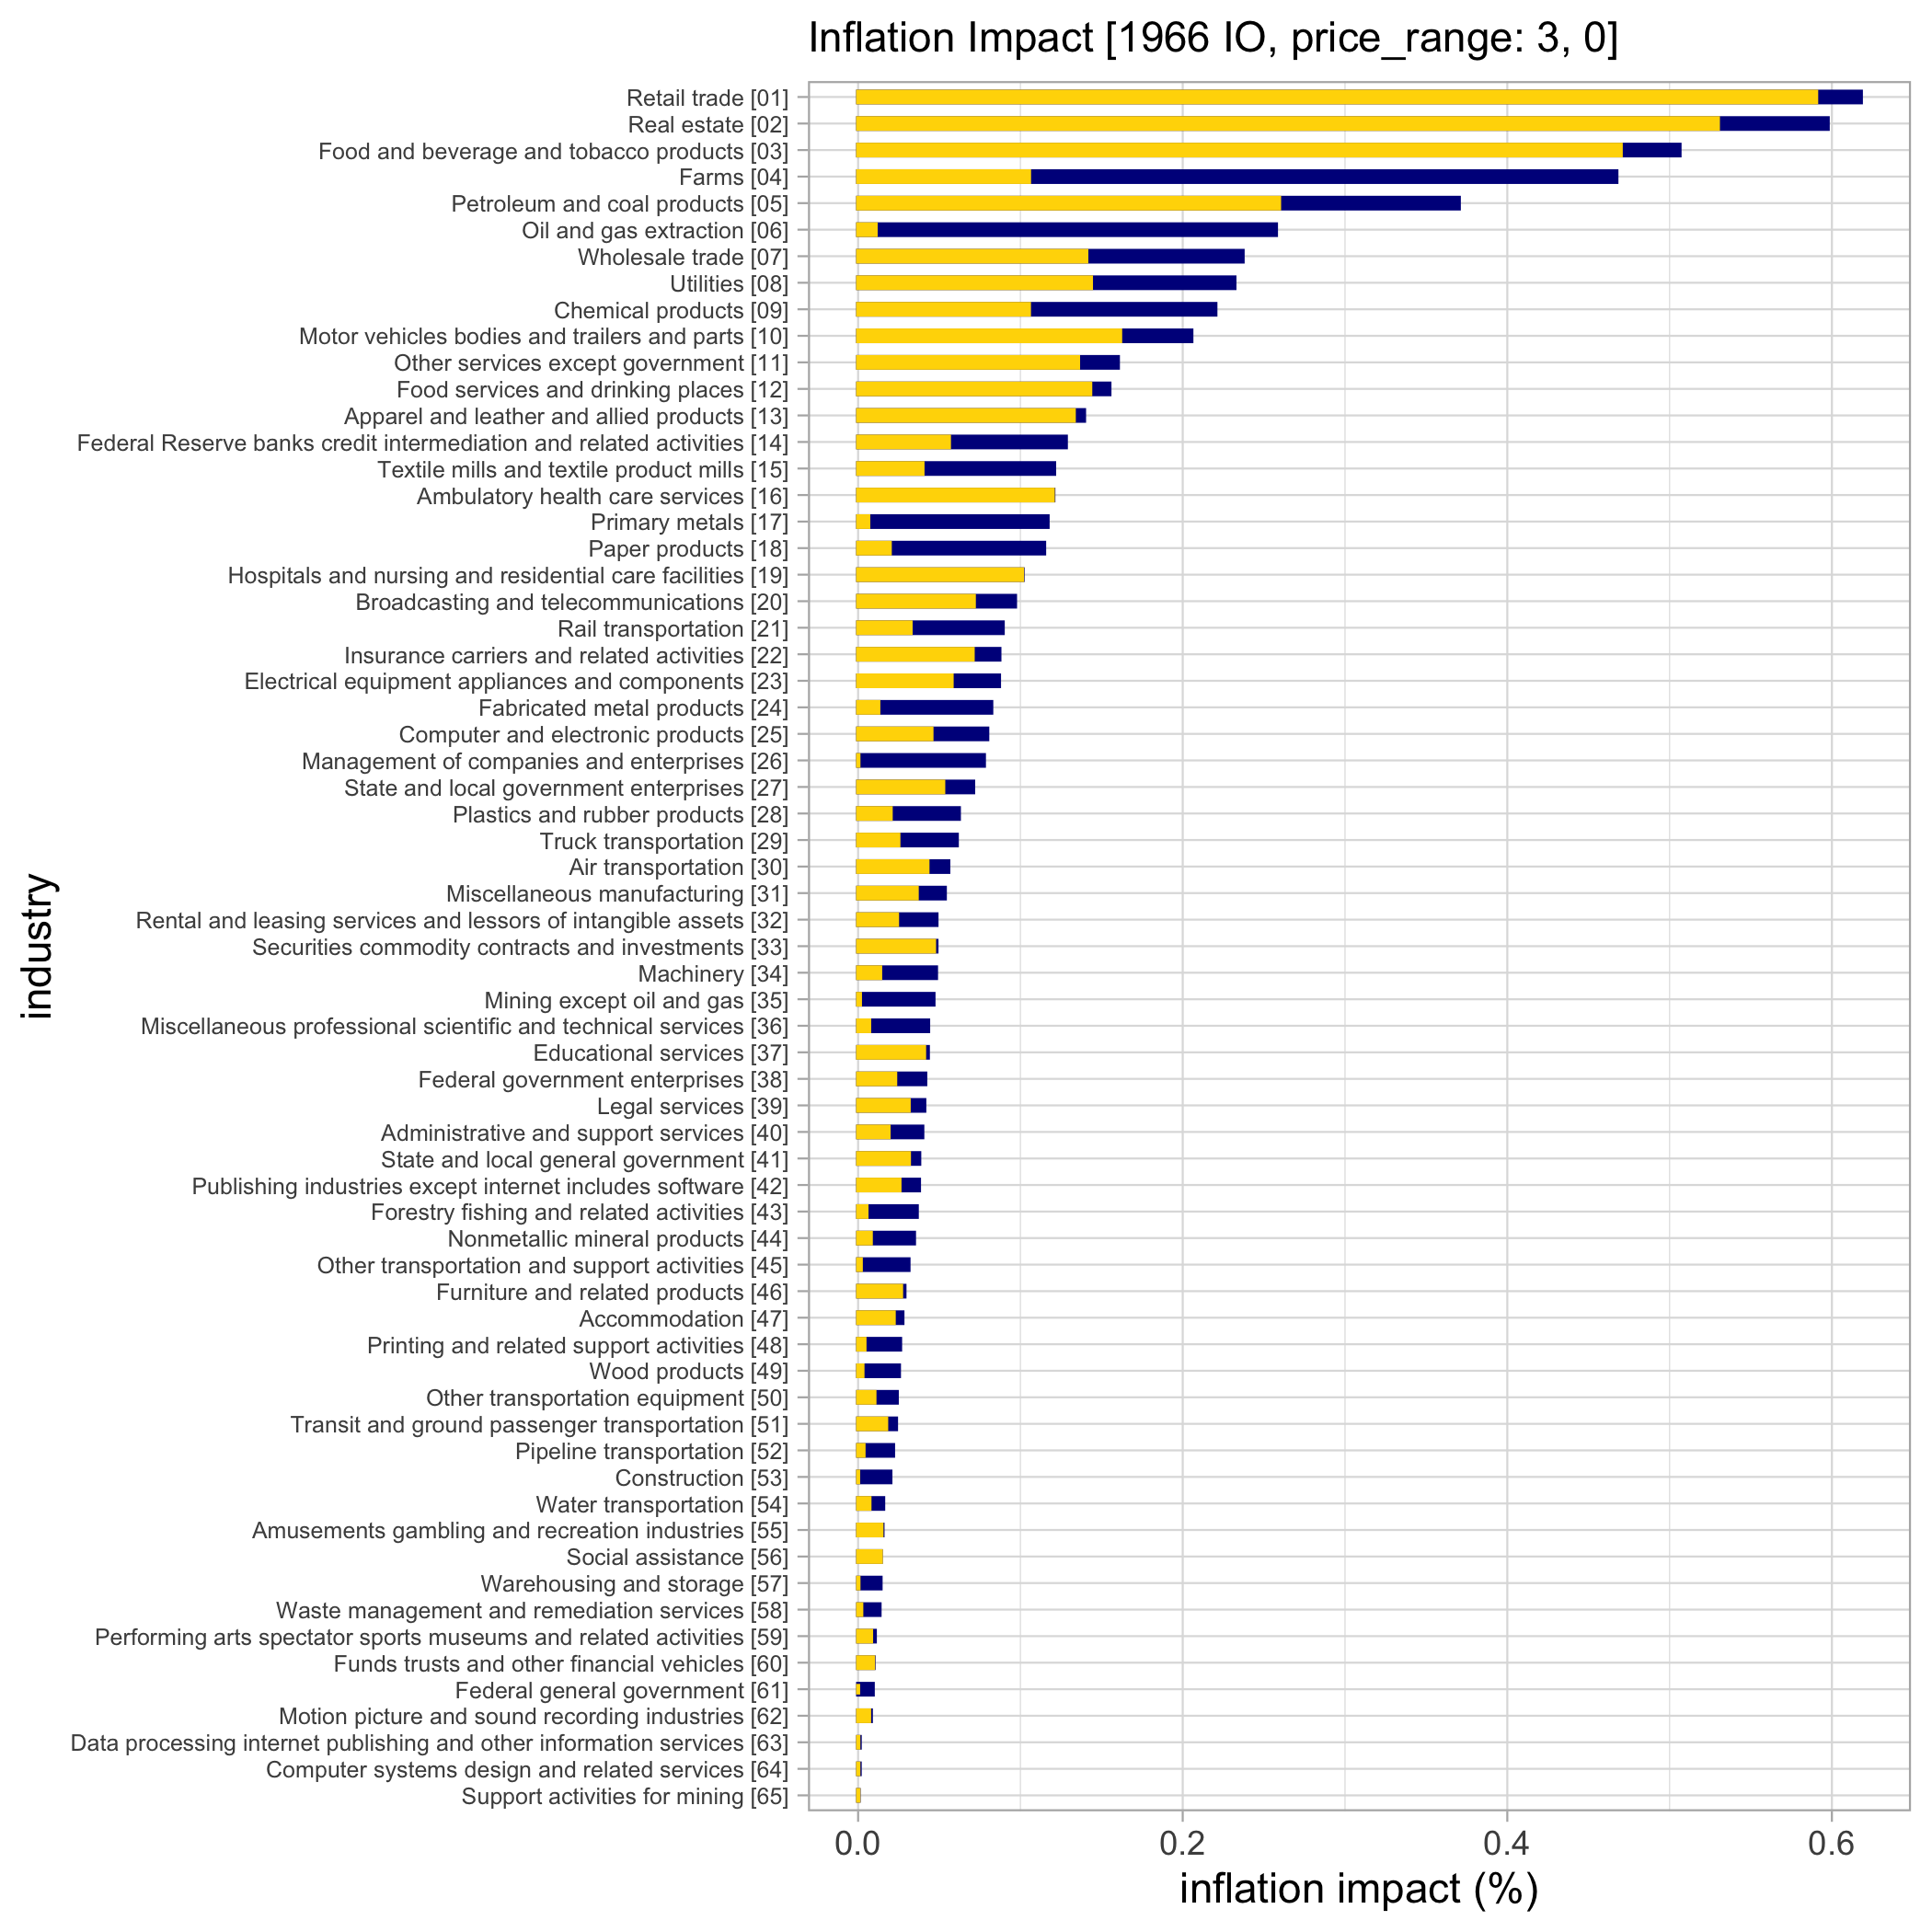 Inflation Impact [1966 IO, price_range: 3, 0]
Retail trade [01]
Real estate [02]
Food and beverage and tobacco products [03]
Farms [04]
Petroleum and coal products [05]
Oil and gas extraction [06]
Wholesale trade [07]
Utilities [08]
Chemical products [09]
Motor vehicles bodies and trailers and parts [10]
Other services except government [11]
Food services and drinking places [12]
Apparel and leather and allied products [13]
Federal Reserve banks credit intermediation and related activities [14]
Textile mills and textile product mills [15]
Ambulatory health care services [16]
Primary metals [17]
Paper products [18]
Hospitals and nursing and residential care facilities [19]
Broadcasting and telecommunications [20]
Rail transportation [21]
Insurance carriers and related activities [22]
Electrical equipment appliances and components [23]
Fabricated metal products [24]
Computer and electronic products [25]
Management of companies and enterprises [26]
State and local government enterprises [27]
Plastics and rubber products [28]
Truck transportation [29]
Air transportation [30]
Miscellaneous manufacturing [31]
Rental and leasing services and lessors of intangible assets [32]
Securities commodity contracts and investments [33]
Machinery [34]
Mining except oil and gas [35]
Miscellaneous professional scientific and technical services [36]
Educational services [37]
Federal government enterprises [38]
Legal services [39]
Administrative and support services [40]
State and local general government [41]
Publishing industries except internet includes software [42]
Forestry fishing and related activities [43]
Nonmetallic mineral products [44]
Other transportation and support activities [45]
Furniture and related products [46]
Accommodation [47]
Printing and related support activities [48]
Wood products [49]
Other transportation equipment [50]
Transit and ground passenger transportation [51]
Pipeline transportation [52]
Construction [53]
Water transportation [54]
Amusements gambling and recreation industries [55]
Social assistance [56]
Warehousing and storage [57]
Waste management and remediation services [58]
Performing arts spectator sports museums and related activities [59]
Funds trusts and other financial vehicles [60]
Federal general government [61]
Motion picture and sound recording industries [62]
Data processing internet publishing and other information services [63]
Computer systems design and related services [64]
Support activities for mining [65]
industry
0.0 0.2 0.4 0.6
inflation impact (%)